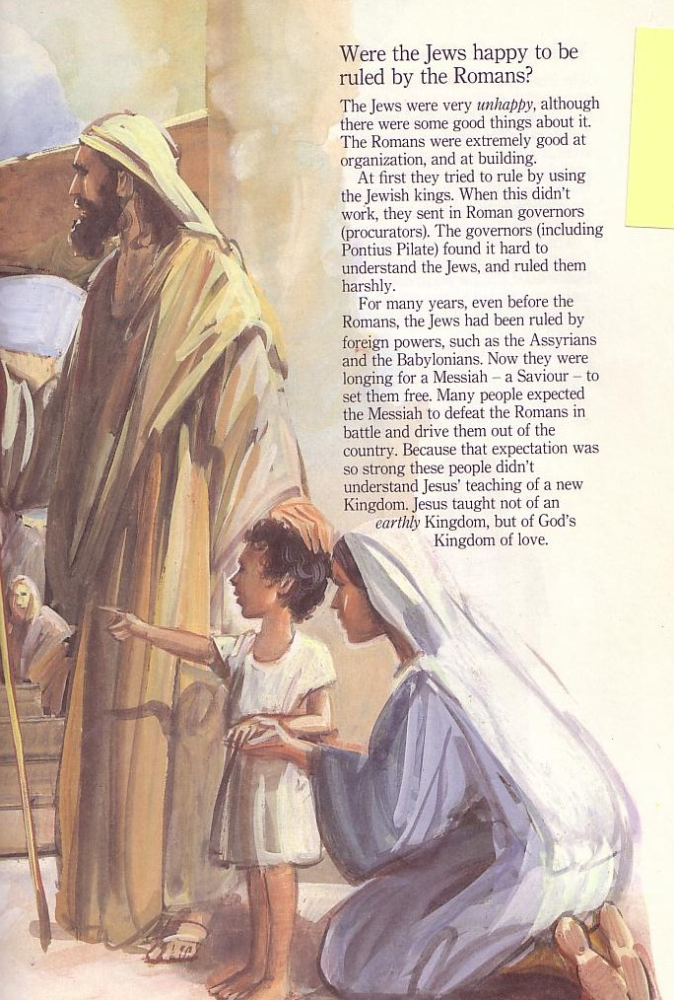 Were the Jews happy to be
ruled by the Romans?
The Jews were very unhappy, although
there were some good things about it.
The Romans were extremely good at
organization, and at building.
At first they tried to rule by using
the Jewish kings. When this didn't
work, they sent in Roman governors
(procurators). The governors (including
Pontius Pilate) found it hard to
understand the Jews, and ruled them
harshly.
For many years, even before the
Romans, the Jews had been ruled by
foreign powers, such as the Assyrians
and the Babylonians. Now they were
longing for a Messiah – a Saviour – to
set them free. Many people expected
the Messiah to defeat the Romans in
battle and drive them out of the
country. Because that expectation was
so strong these people didn't
understand Jesus' teaching of a new
Kingdom. Jesus taught not of an
earthly Kingdom, but of God's
Kingdom of love.